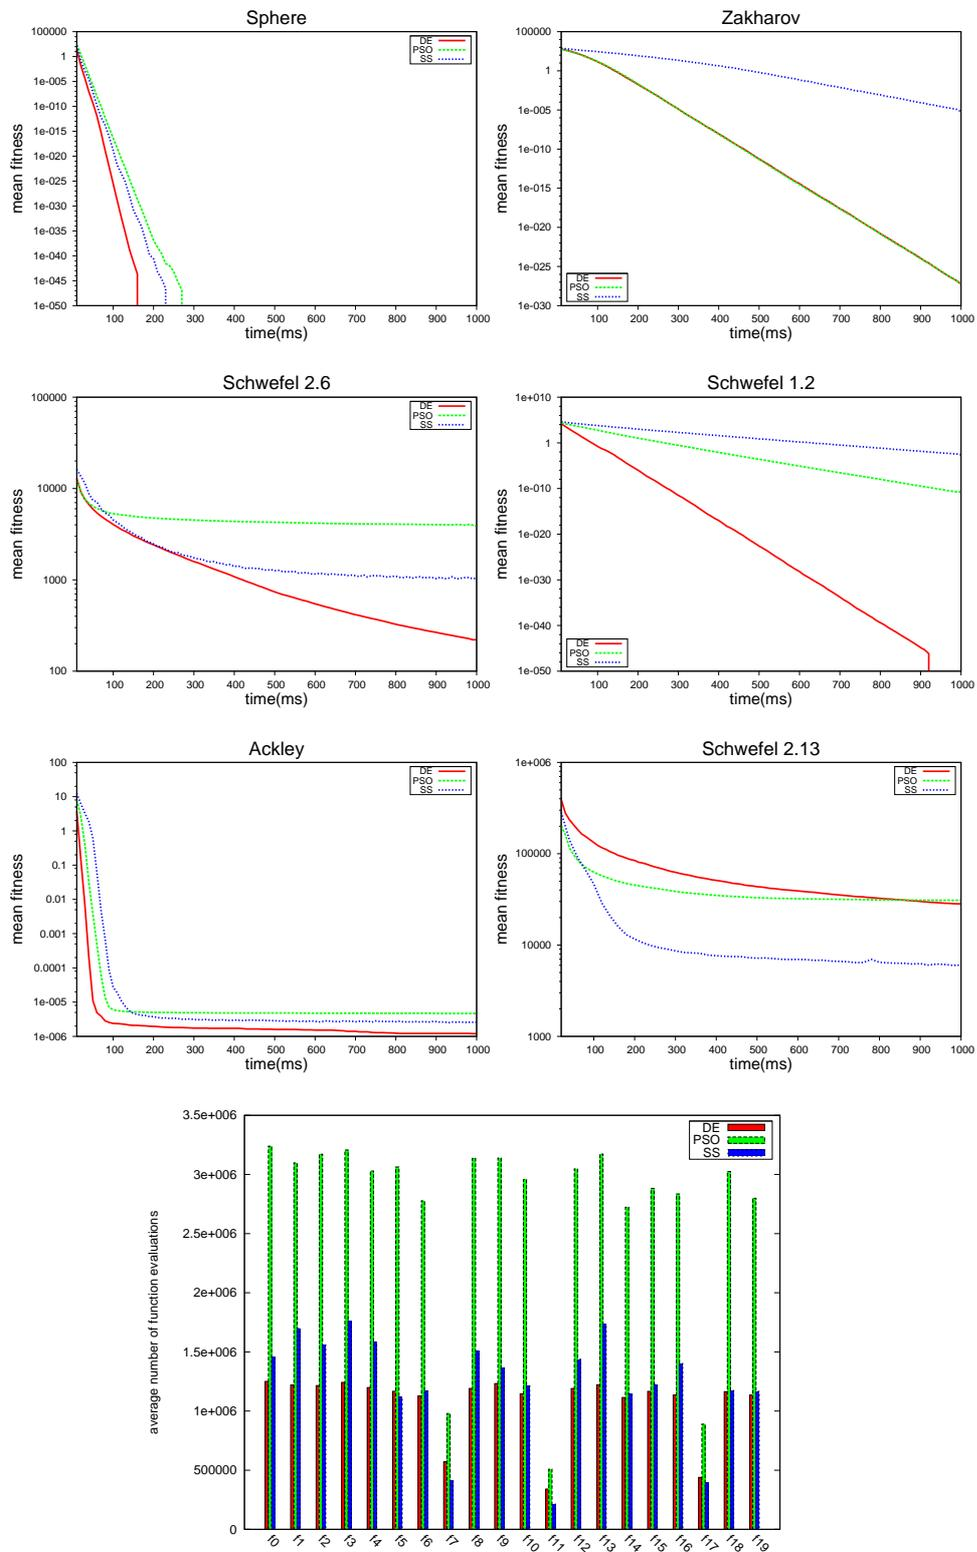 Sphere
100000
1
1e-005
1e-010
1e-015
1e-020
1e-025
1e-030
1e-035
1e-040
1e-045
1e-050
mean fitness
100 200 300 400 500 600 700 800 900 1000
time(ms)
DE
PSO
SS
Zakharov
100000
1
1e-005
1e-010
1e-015
1e-020
1e-025
1e-030
mean fitness
100 200 300 400 500 600 700 800 900 1000
time(ms)
DE
PSO
SS
Schwefel 2.6
100000
10000
1000
100
mean fitness
100 200 300 400 500 600 700 800 900 1000
time(ms)
DE
PSO
SS
Schwefel 1.2
1e+010
1
1e-010
1e-020
1e-030
1e-040
1e-050
mean fitness
100 200 300 400 500 600 700 800 900 1000
time(ms)
DE
PSO
SS
Ackley
100
10
1
0.1
0.01
0.001
0.0001
1e-005
1e-006
mean fitness
100 200 300 400 500 600 700 800 900 1000
time(ms)
DE
PSO
SS
Schwefel 2.13
1e+006
100000
10000
1000
mean fitness
100 200 300 400 500 600 700 800 900 1000
time(ms)
DE
PSO
SS
3.5e+006
3e+006
2.5e+006
2e+006
1.5e+006
1e+006
500000
0
average number of function evaluations
DE
PSO
SS
f0 f1 f2 f3 f4 f5 f6 f7 f8 f9 f10 f11 f12 f13 f14 f15 f16 f17 f18 f19